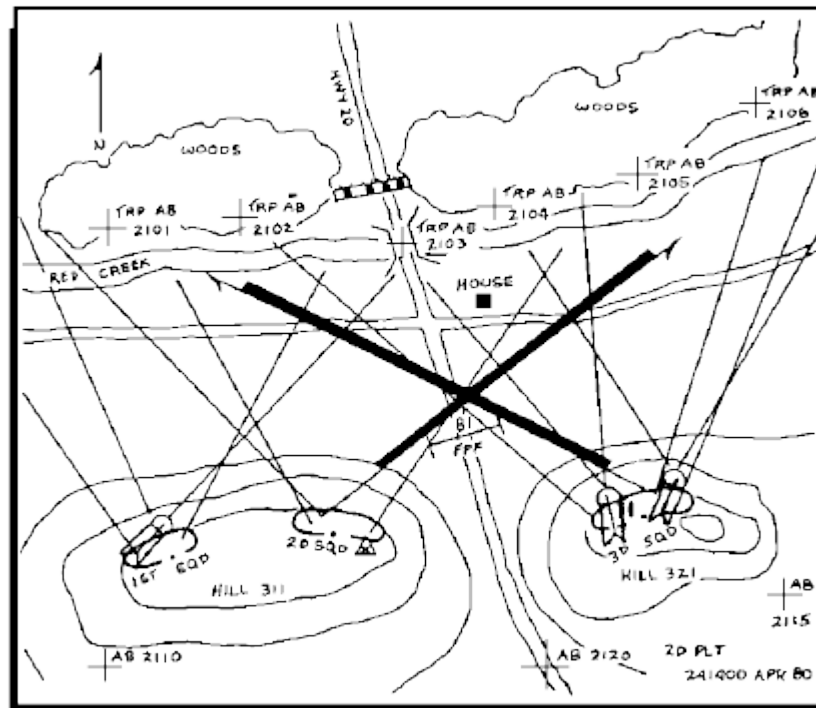 HWY 20
TRP AB
2106
WOODS
WOODS
N
TRP AB
2105
TRP AB
2101
TRP AB
2102
TRP AB
2104
TRP AB
2103
RED CREEK
HOUSE
81
FPF
1ST SQD
2D SQD
3D SQD
HILL 311
HILL 321
AB
2115
AB 2110
AB 2120
2D PLT
241400 APR 80